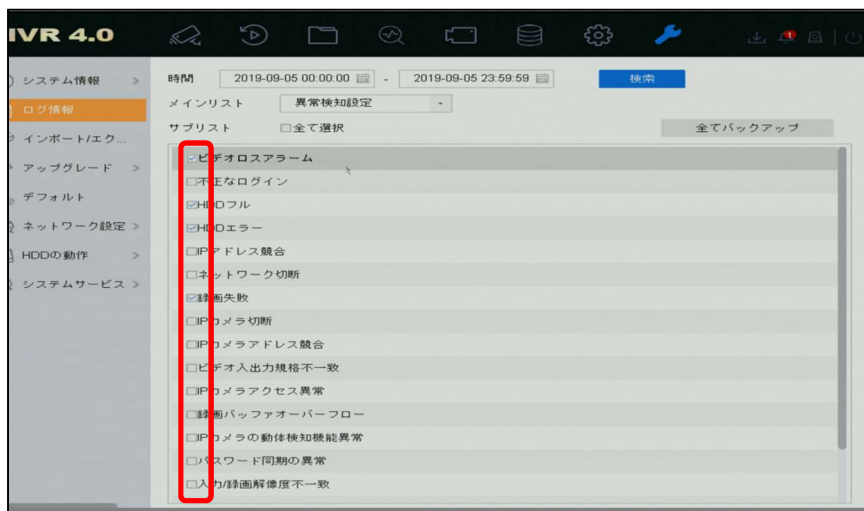 IVR 4.0
1
システム情報 >
ログ情報
インポート/エク...
アップグレード >
デフォルト
ネットワーク設定 >
HDDの動作 >
システムサービス >
時間 2019-09-05 00:00:00 - 2019-09-05 23:59:59 検索
メインリスト 異常検知設定
サブリスト 全て選択 全てバックアップ
ビデオロスアラーム
不正なログイン
HDDフル
HDDエラー
IPアドレス競合
ネットワーク切断
録画失敗
IPカメラ切断
IPカメラアドレス競合
ビデオ入出力規格不一致
IPカメラアクセス異常
録画バッファオーバーフロー
IPカメラの動体検知機能異常
パスワード同期の異常
入力/録画解像度不一致